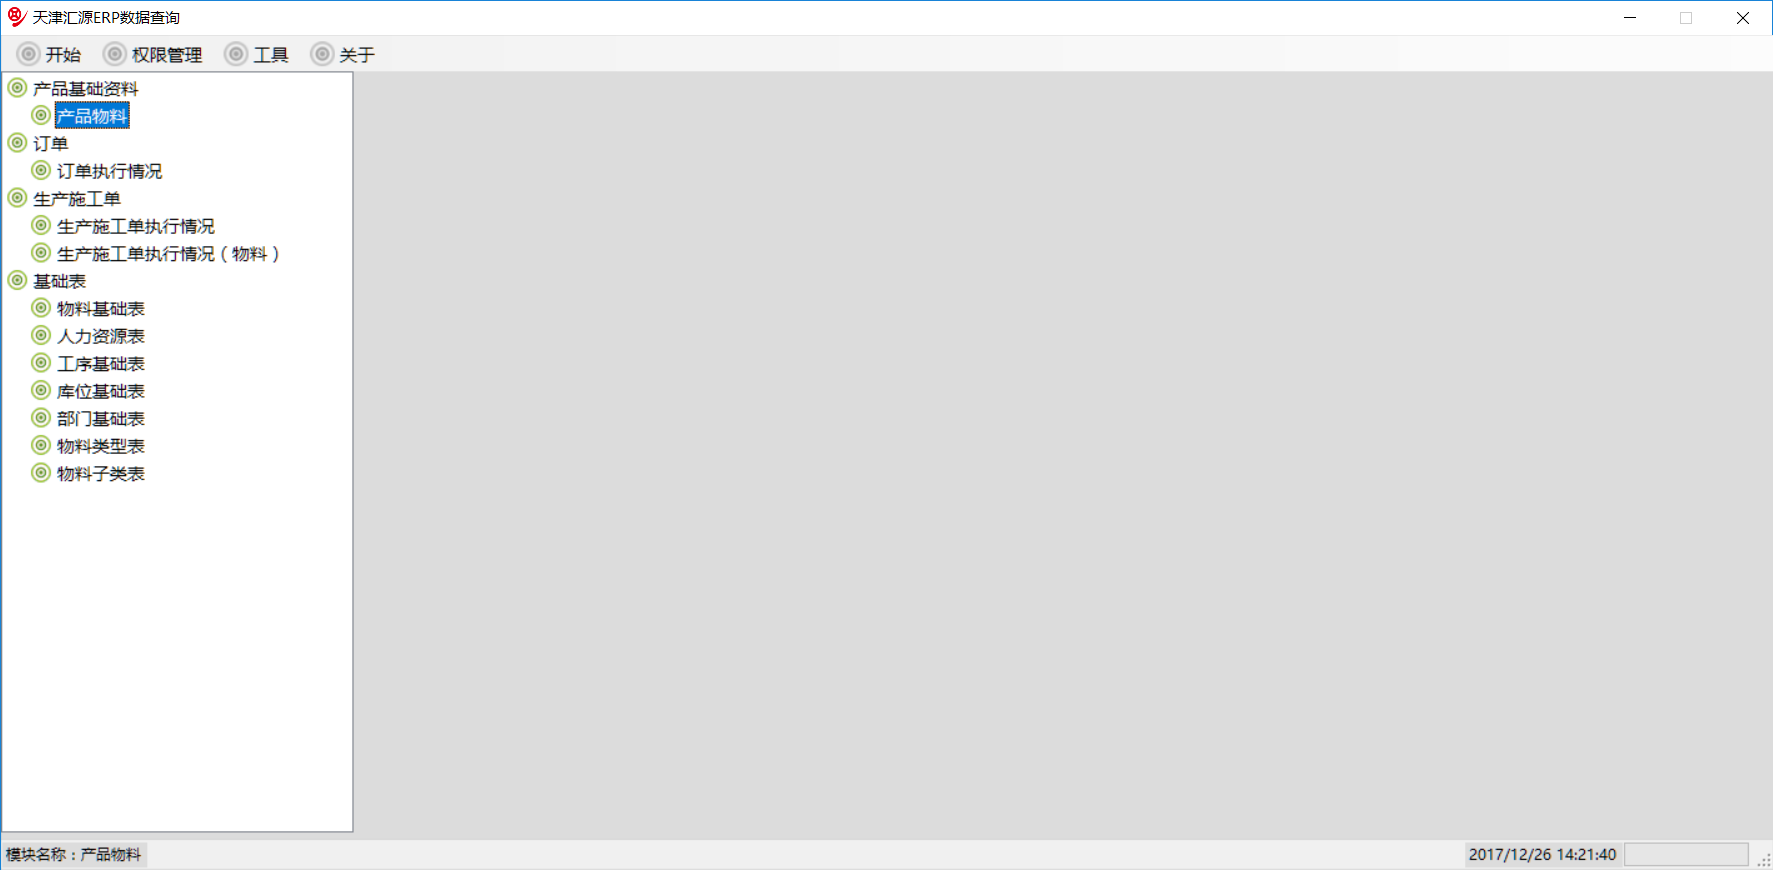 天津汇源ERP数据查询
开始 权限管理 工具 关于
产品基础资料
产品物料
订单
订单执行情况
生产施工单
生产施工单执行情况
生产施工单执行情况（物料）
基础表
物料基础表
人力资源表
工序基础表
库位基础表
部门基础表
物料类型表
物料子类表
模块名称：产品物料 2017/12/26 14:21:40